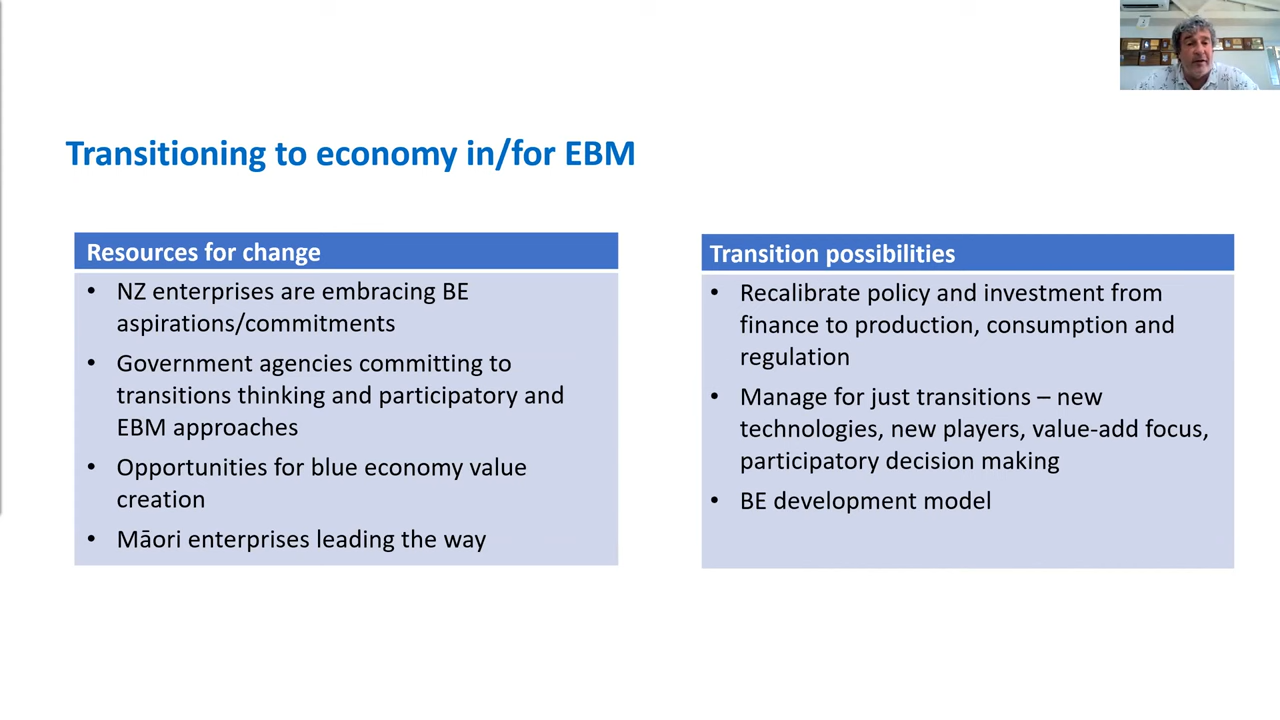 Transitioning to economy in/for EBM
Resources for change
• NZ enterprises are embracing BE
aspirations/commitments
• Government agencies committing to
transitions thinking and participatory and
EBM approaches
• Opportunities for blue economy value
creation
• Māori enterprises leading the way
Transition possibilities
• Recalibrate policy and investment from
finance to production, consumption and
regulation
• Manage for just transitions – new
technologies, new players, value-add focus,
participatory decision making
• BE development model